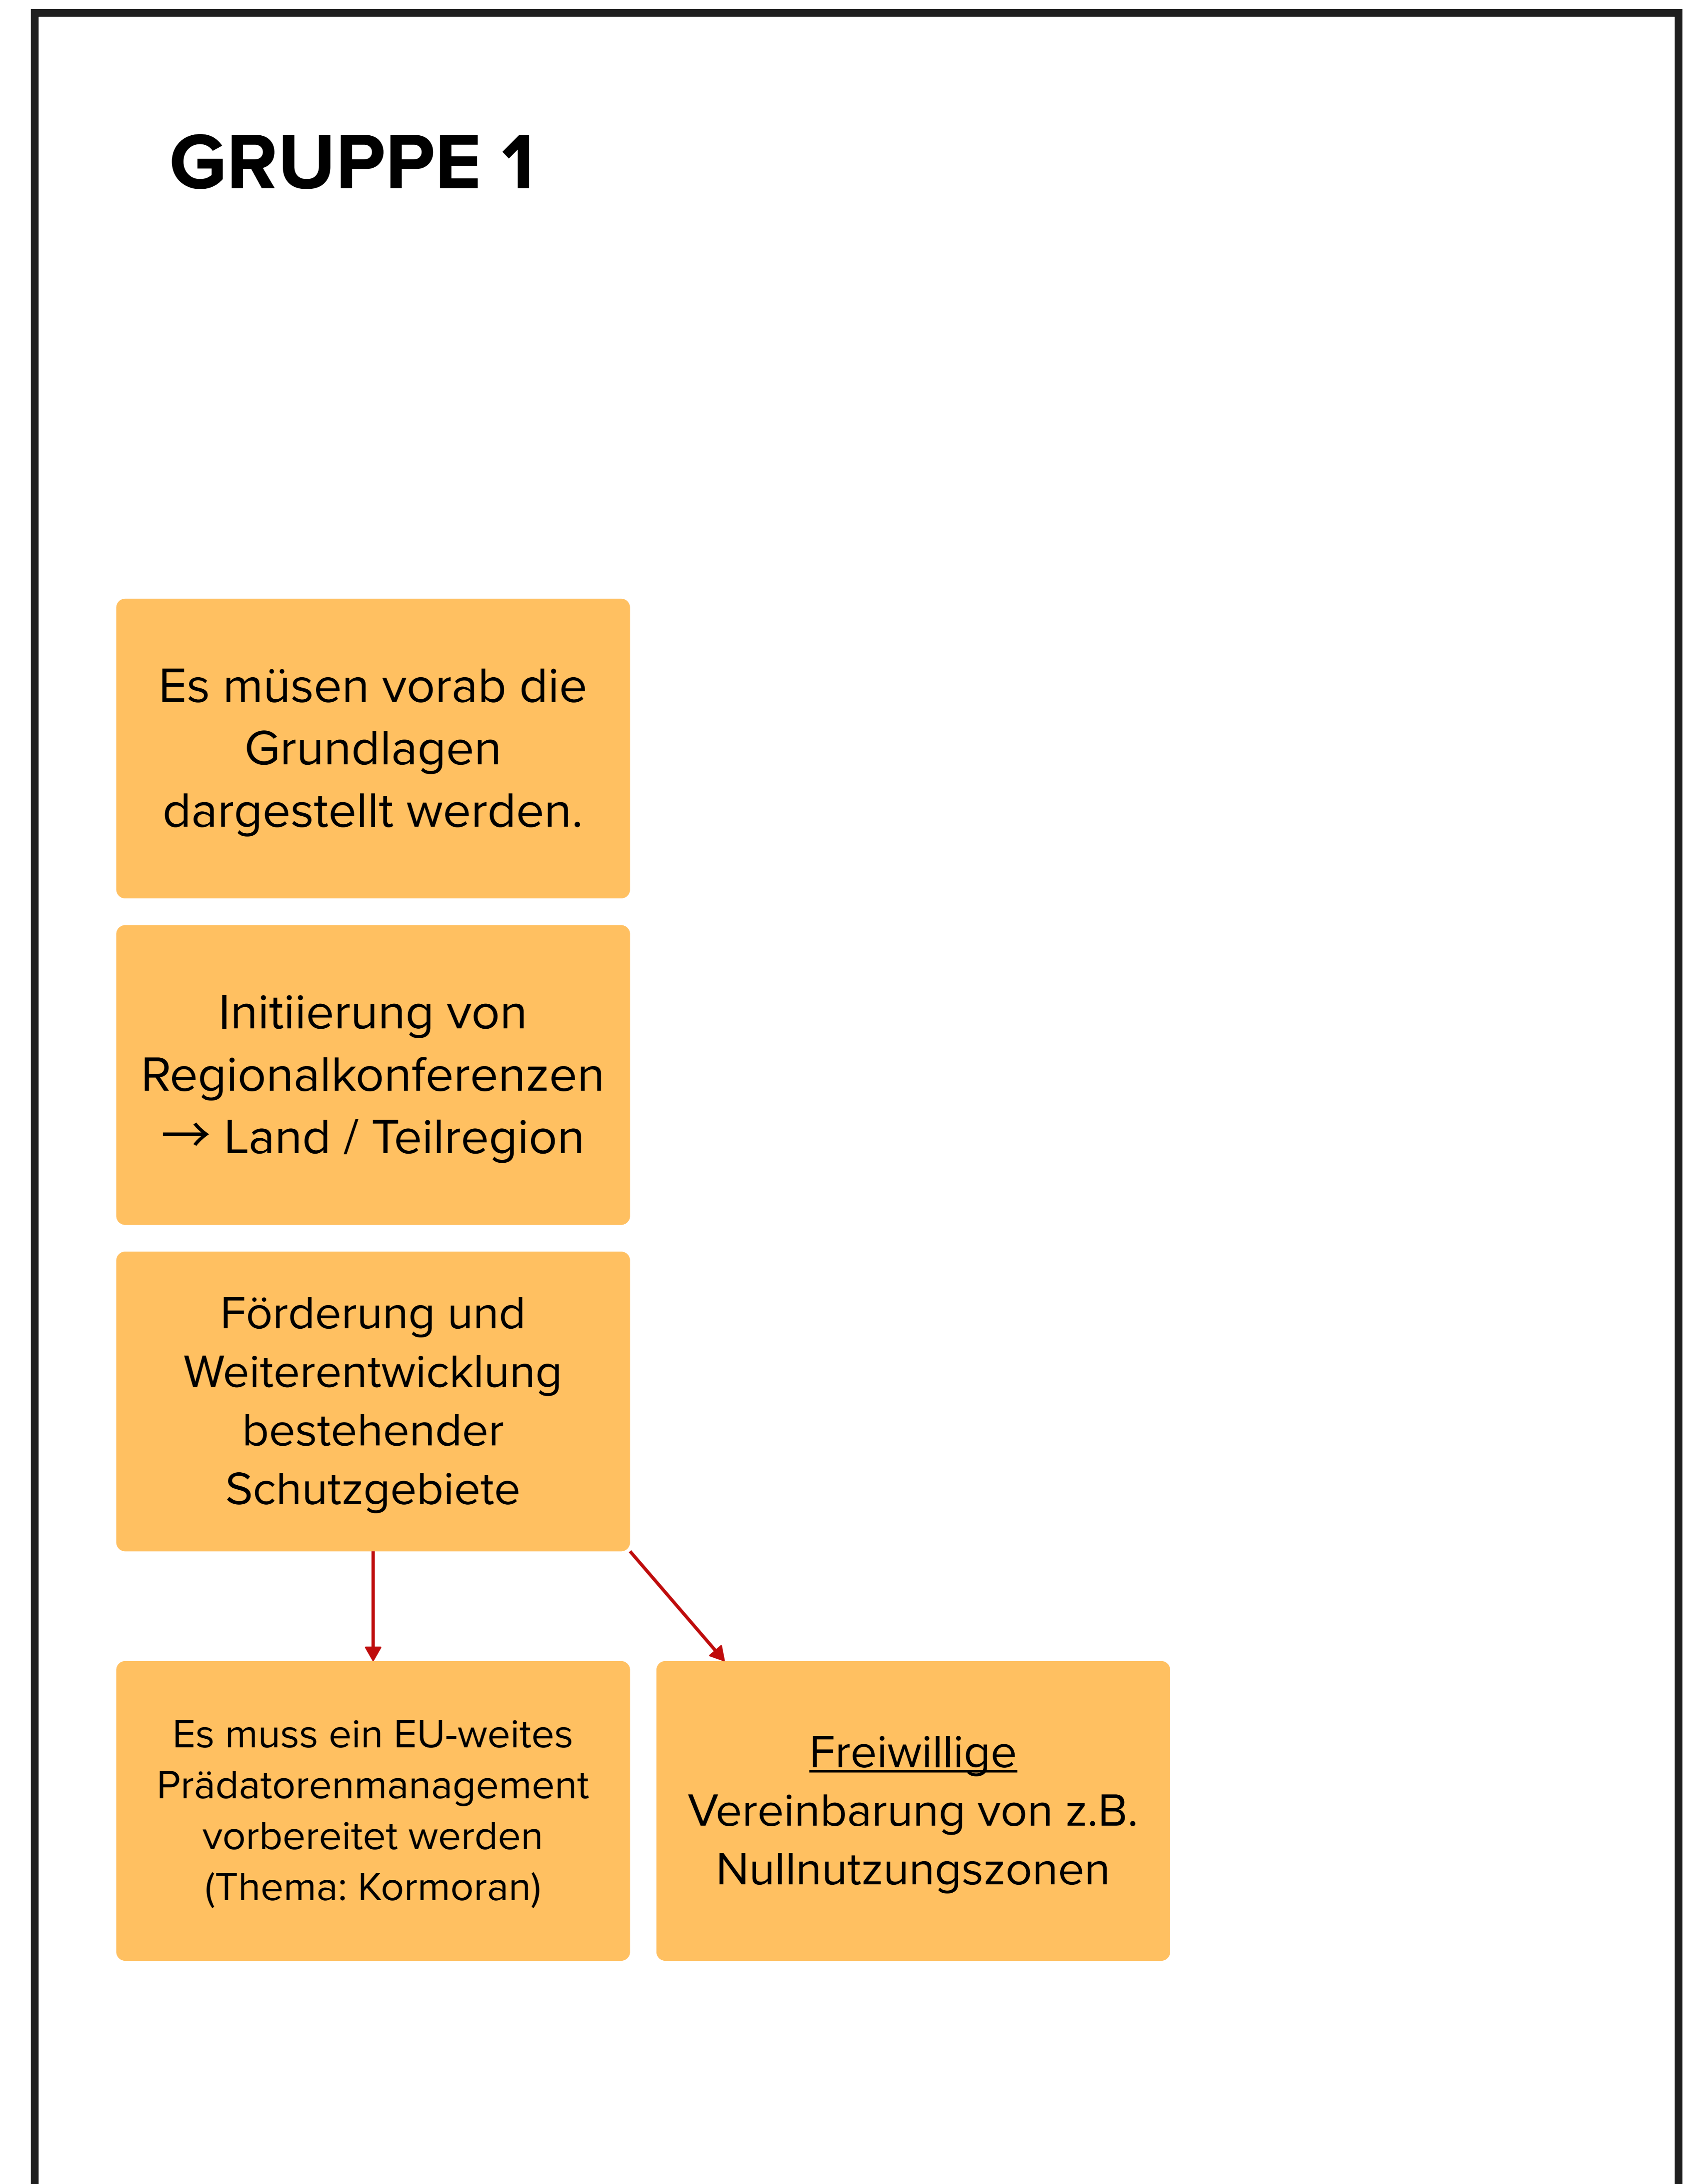 GRUPPE 1
Es müsen vorab die
Grundlagen
dargestellt werden.
Initiierung von
Regionalkonferenzen
→ Land / Teilregion
Förderung und
Weiterentwicklung
bestehender
Schutzgebiete
Es muss ein EU-weites
Prädatorenmanagement
vorbereitet werden
(Thema: Kormoran)
Freiwillige
Vereinbarung von z.B.
Nullnutzungszonen